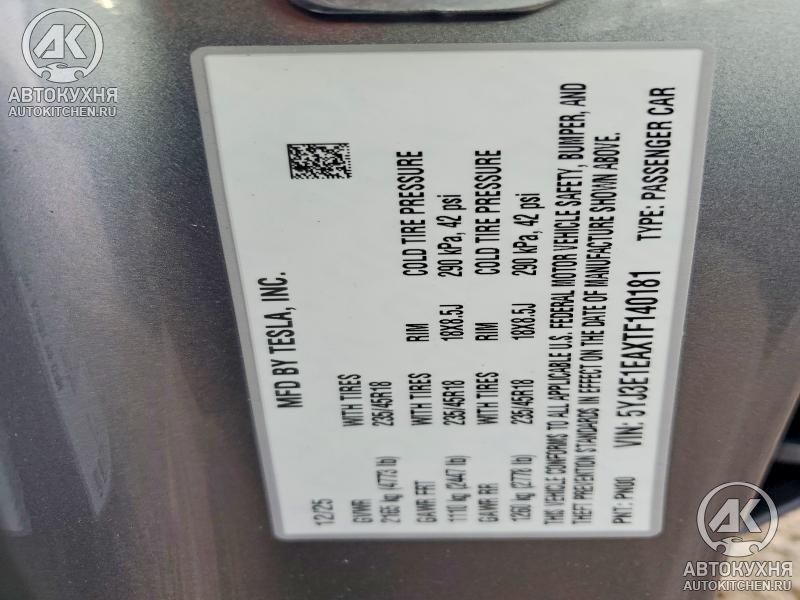 АК
АВТОКУХНЯ
AUTOKITCHEN.RU
MFD BY TESLA, INC.
12/25
GVWR WITH TIRES
2165 kg (4773 lb) 235/45R18
GAWR FRT WITH TIRES RIM COLD TIRE PRESSURE
1110 kg (2447 lb) 235/45R18 18X8.5J 290 kPa, 42 psi
GAWR RR WITH TIRES RIM COLD TIRE PRESSURE
1260 kg (2778 lb) 235/45R18 18X8.5J 290 kPa, 42 psi
THIS VEHICLE CONFORMS TO ALL APPLICABLE U.S. FEDERAL MOTOR VEHICLE SAFETY, BUMPER, AND
THEFT PREVENTION STANDARDS IN EFFECT ON THE DATE OF MANUFACTURE SHOWN ABOVE.
PNT: PN00 VIN: 5YJ3E1EAXTF140181 TYPE: PASSENGER CAR
АК
АВТОКУХНЯ
AUTOKITCHEN.RU